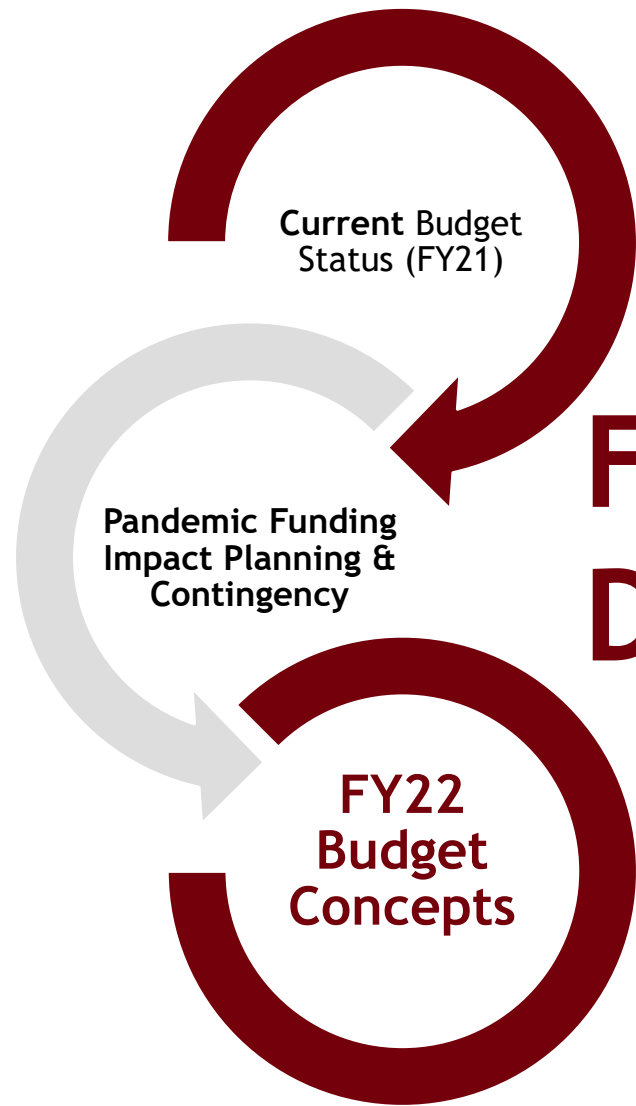 Current Budget
Status (FY21)
F
Pandemic Funding
Impact Planning &
Contingency
D
FY22
Budget
Concepts